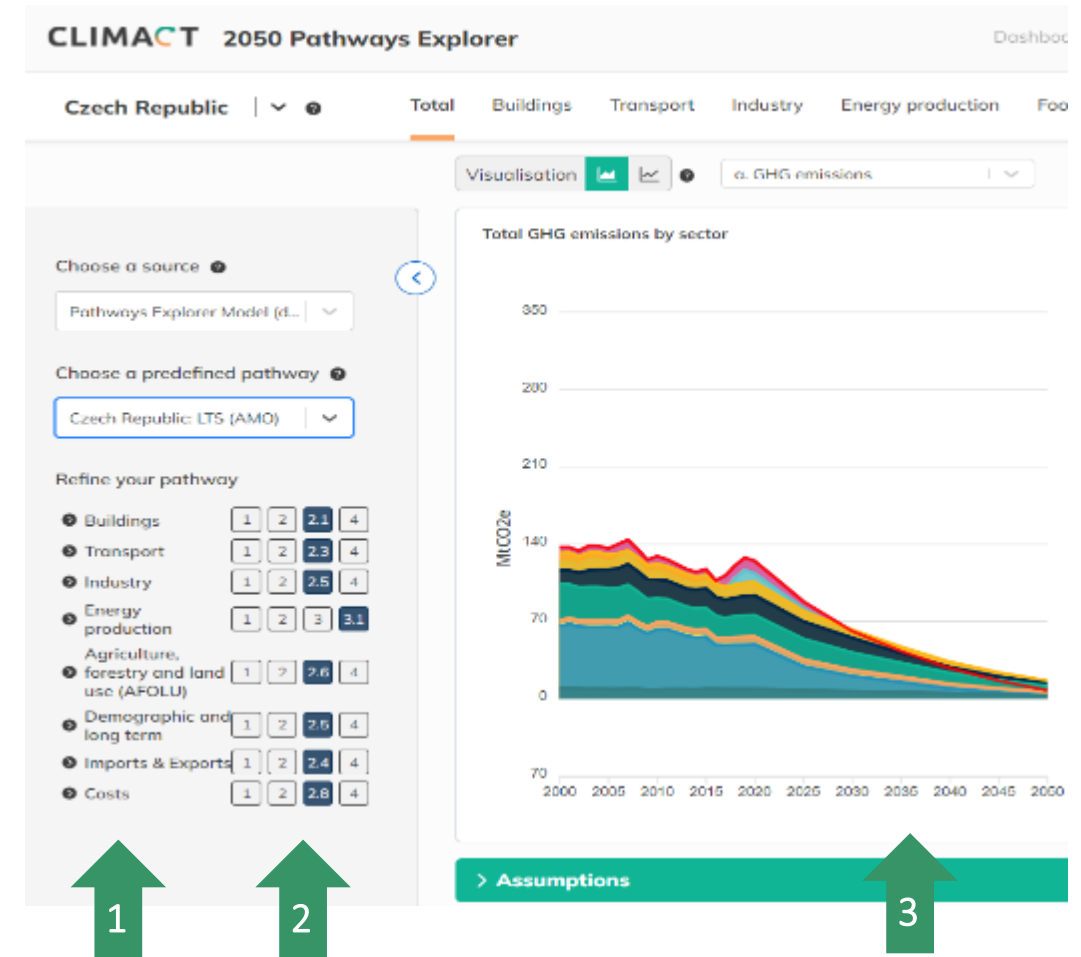 CLIMACT 2050 Pathways Explorer
Dashboa
Czech Republic
Total Buildings Transport Industry Energy production Foo
Visualisation
a. GHG emissions
Total GHG emissions by sector
Choose a source
Pathways Explorer Model (d...
Choose a predefined pathway
Czech Republic: LTS (AMO)
Refine your pathway
Buildings 1 2 2.1 4
Transport 1 2 2.3 4
Industry 1 2 2.5 4
Energy
production 1 2 3 3.1
Agriculture,
forestry and land 1 2 2.6 4
use (AFOLU)
Demographic and
long term 1 2 2.5 4
Imports & Exports 1 2 2.4 4
Costs 1 2 2.8 4
MtCO2e
350
280
210
140
70
0
70
2000 2005 2010 2015 2020 2025 2030 2035 2040 2045 2050
> Assumptions
1
2
3